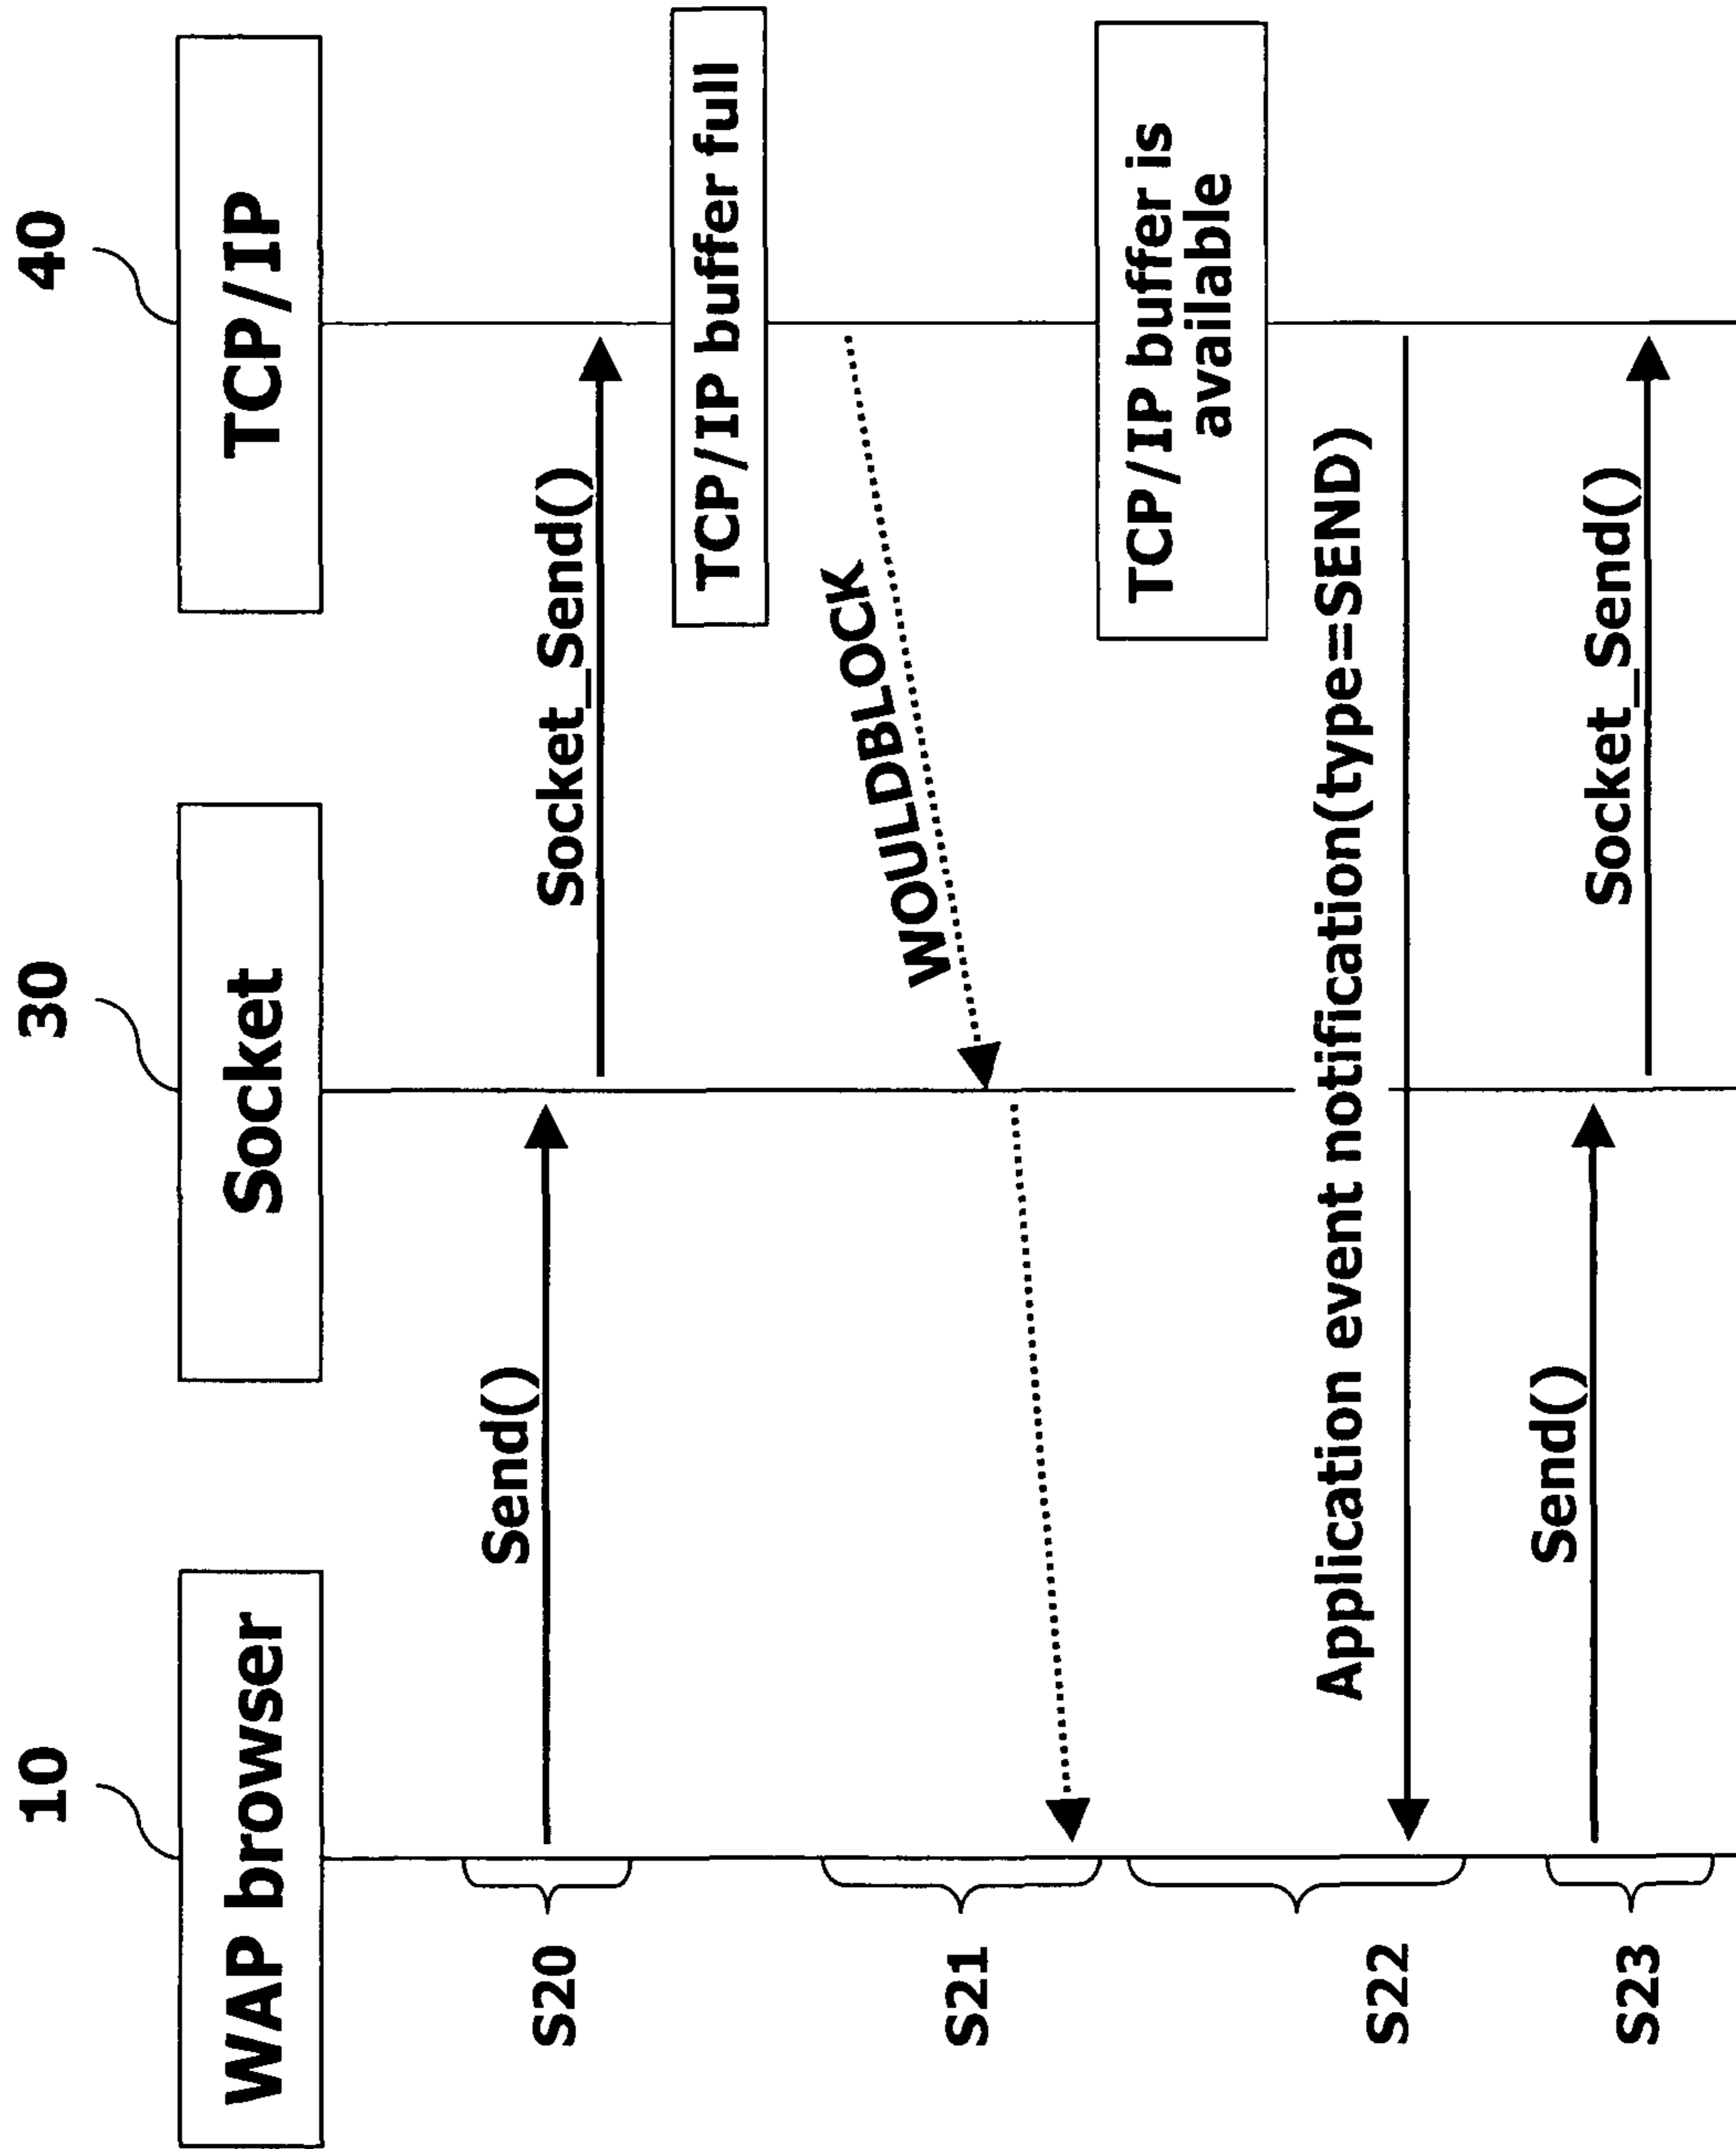 10
30
40
WAP browser
Socket
TCP/IP
S20
Send()
Socket_Send()
TCP/IP buffer full
S21
WOULDBLOCK
TCP/IP buffer is
available
S22
Application event notification(type=SEND)
S23
Send()
Socket_Send()